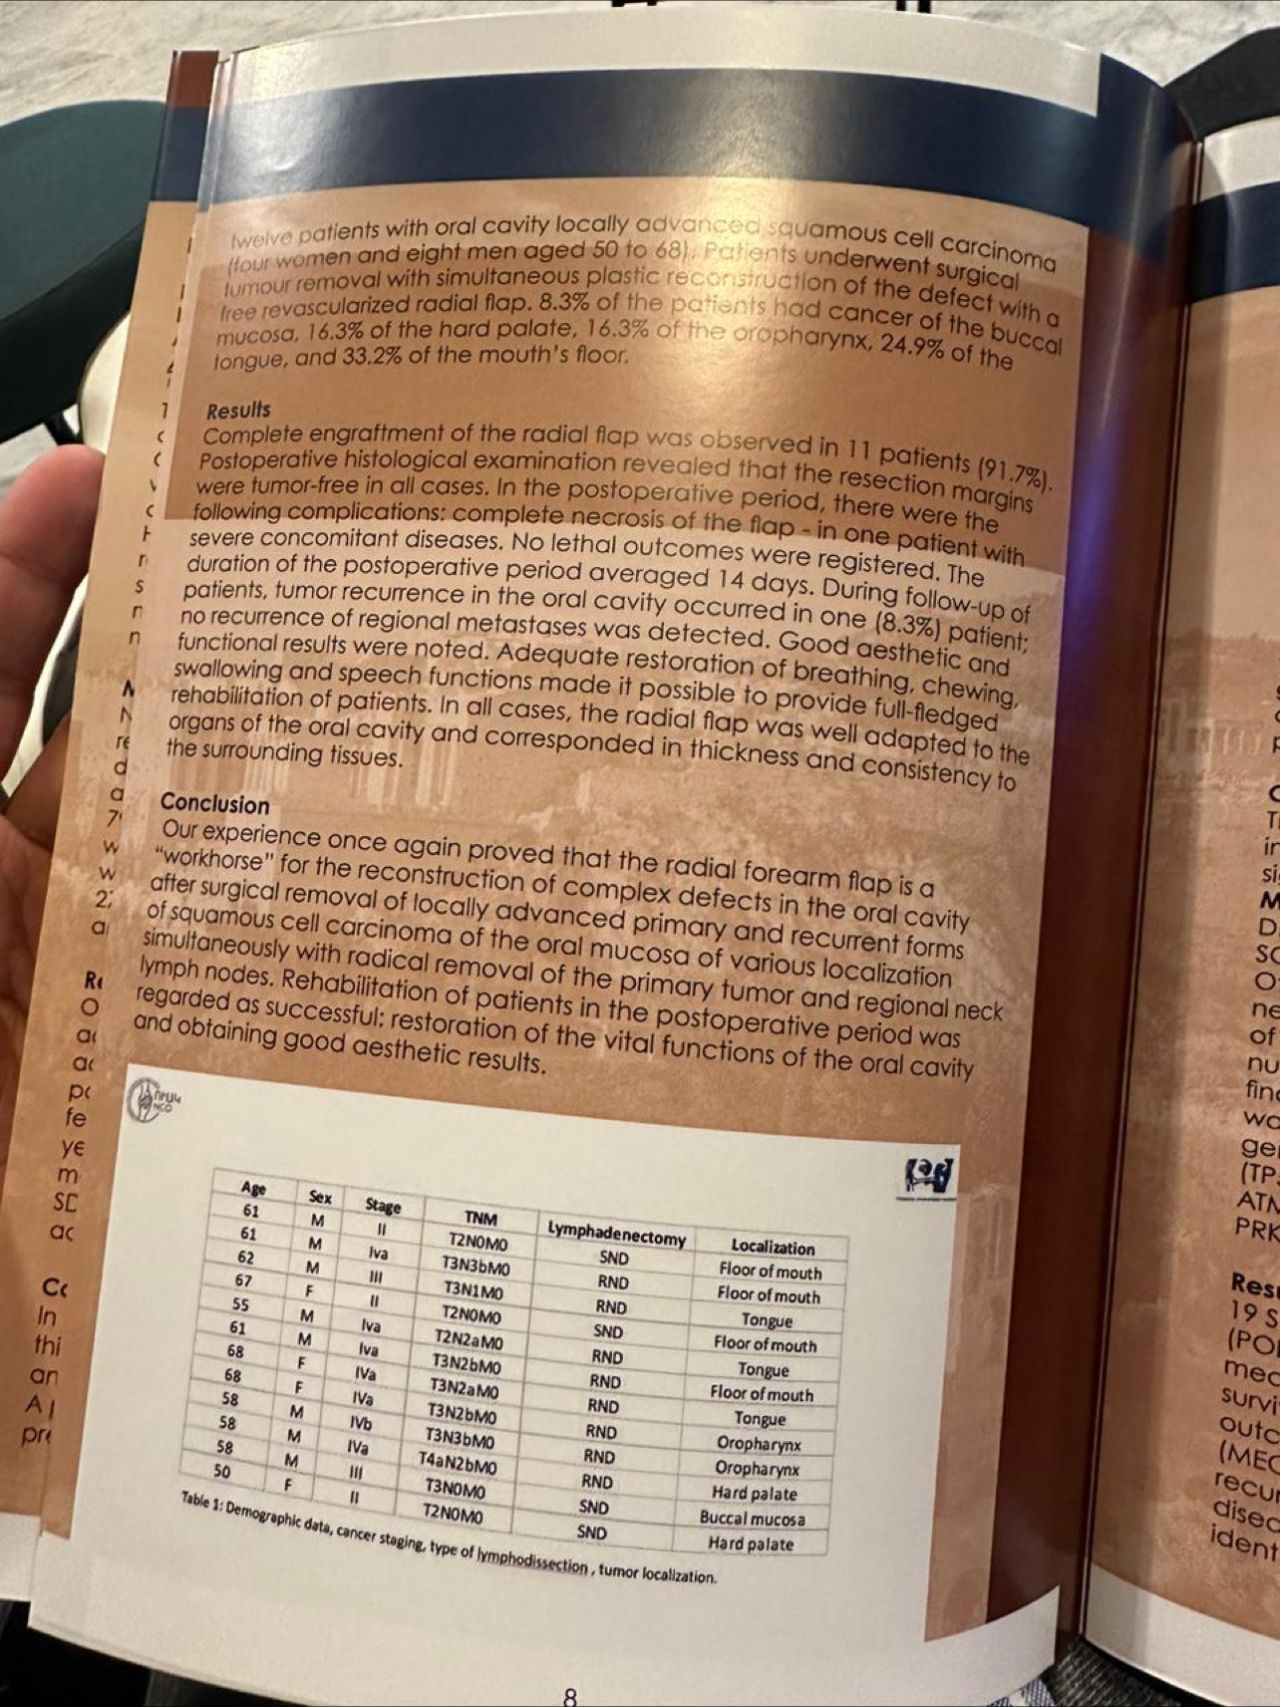 Twelve patients with oral cavity locally advanced squamous cell carcinoma
(four women and eight men aged 50 to 68). Patients underwent surgical
tumour removal with simultaneous plastic reconstruction of the defect with a
free revascularized radial flap. 8.3% of the patients had cancer of the buccal
mucosa, 16.3% of the hard palate, 16.3% of the oropharynx, 24.9% of the
tongue, and 33.2% of the mouth's floor.
Results
Complete engraftment of the radial flap was observed in 11 patients (91.7%).
Postoperative histological examination revealed that the resection margins
were tumor-free in all cases. In the postoperative period, there were the
following complications: complete necrosis of the flap - in one patient with
severe concomitant diseases. No lethal outcomes were registered. The
duration of the postoperative period averaged 14 days. During follow-up of
patients, tumor recurrence in the oral cavity occurred in one (8.3%) patient;
no recurrence of regional metastases was detected. Good aesthetic and
functional results were noted. Adequate restoration of breathing, chewing,
swallowing and speech functions made it possible to provide full-fledged
rehabilitation of patients. In all cases, the radial flap was well adapted to the
organs of the oral cavity and corresponded in thickness and consistency to
the surrounding tissues.
Conclusion
Our experience once again proved that the radial forearm flap is a
"workhorse" for the reconstruction of complex defects in the oral cavity
after surgical removal of locally advanced primary and recurrent forms
of squamous cell carcinoma of the oral mucosa of various localization
simultaneously with radical removal of the primary tumor and regional neck
lymph nodes. Rehabilitation of patients in the postoperative period was
regarded as successful; restoration of the vital functions of the oral cavity
and obtaining good aesthetic results.
NCO
Age Sex Stage TNM Lymphadenectomy Localization
61 M II T2N0M0 SND Floor of mouth
61 M Iva T3N3bM0 RND Floor of mouth
62 M III T3N1M0 RND Tongue
67 F II T2N0M0 SND Floor of mouth
55 M Iva T2N2aM0 RND Tongue
61 M Iva T3N2bM0 RND Floor of mouth
68 F IVa T3N2aM0 RND Tongue
68 F IVa T3N2bM0 RND Oropharynx
58 M IVb T3N3bM0 RND Oropharynx
58 M IVa T4aN2bM0 RND Hard palate
58 M III T3N0M0 SND Buccal mucosa
50 F II T2N0M0 SND Hard palate
Table 1: Demographic data, cancer staging, type of lymphodissection , tumor localization.
8